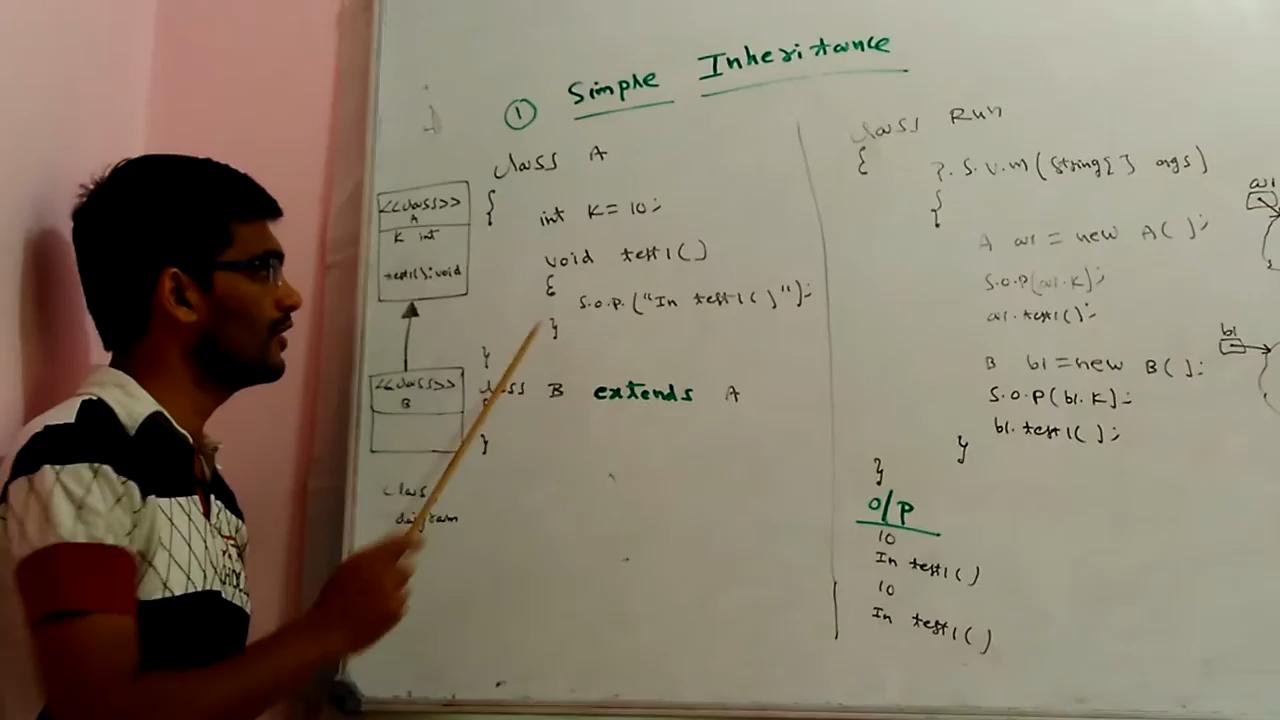 ① Simple Inheritance
class A
{
int K = 10;
void test1()
{
S.o.p.("In test1()");
}
}
class B extends A
}
<<class>>
A
K int
test1():void
<<class>>
B
class
diagram
class Run
{
P.S.V.M(String[] args)
{
A a1 = new A();
S.O.P(a1.K);
a1.test1();
B b1 = new B();
S.O.P(b1.K);
b1.test1();
}
}
O/P
10
In test1()
10
In test1()
a1
b1